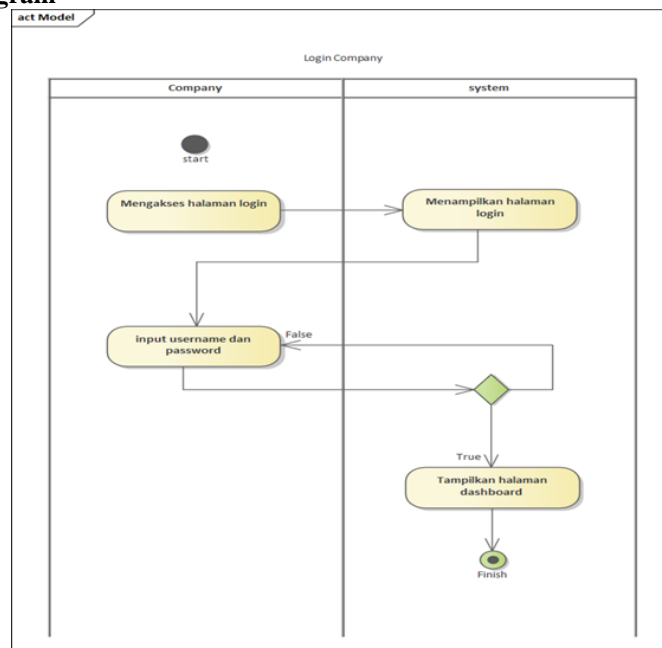 gram
act Model
Login Company
Company
system
start
Mengakses halaman login
Menampilkan halaman
login
input username dan
password
False
True
Tampilkan halaman
dashboard
Finish